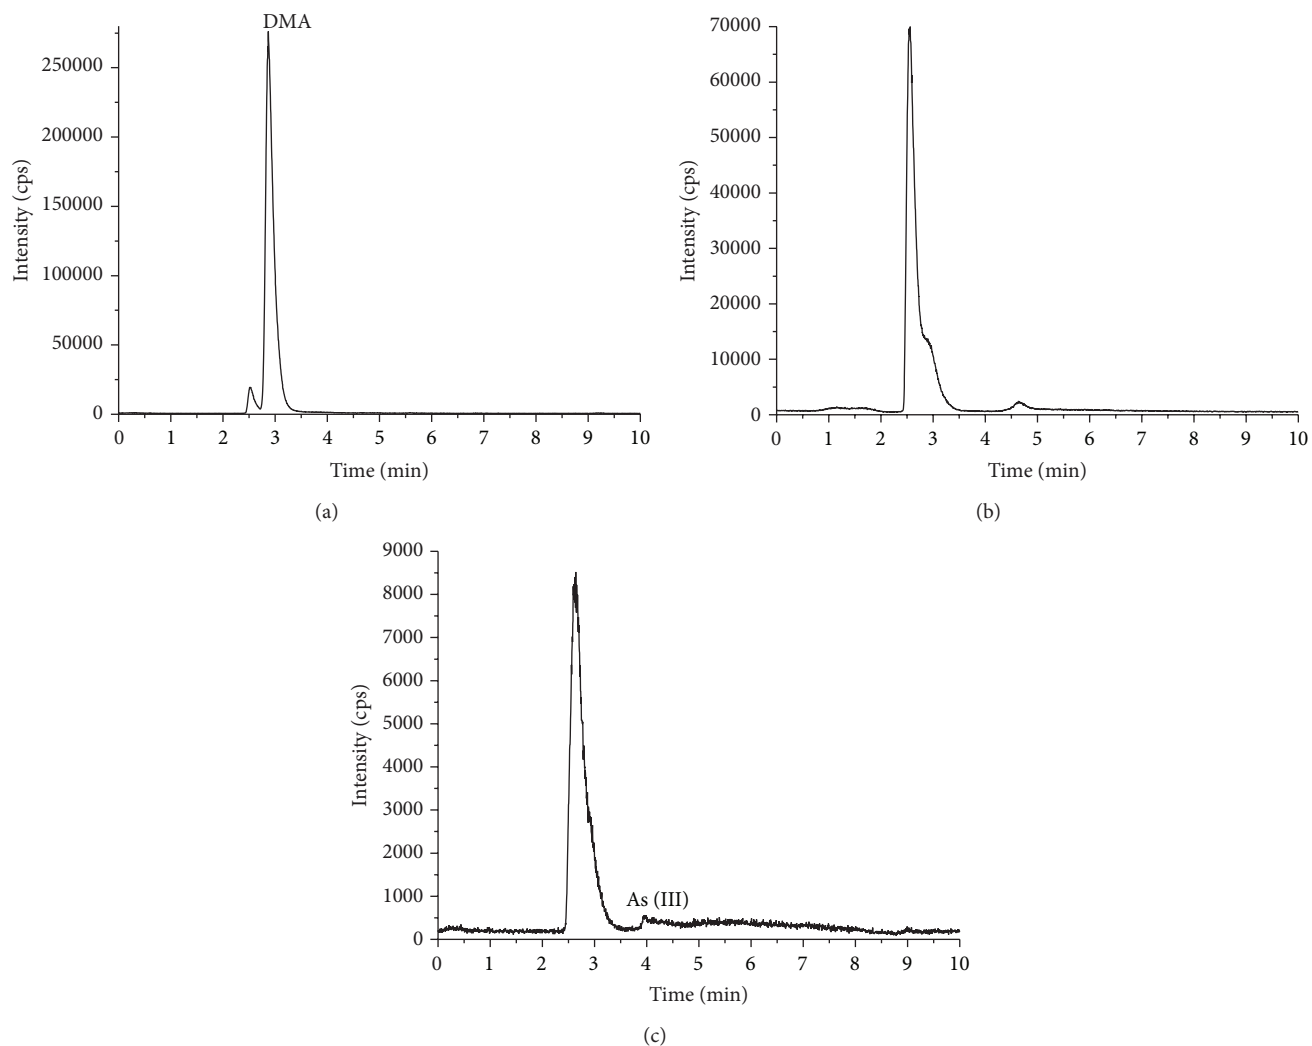 DMA
250000
200000
150000
100000
50000
0
Intensity (cps)
0 1 2 3 4 5 6 7 8 9 10
Time (min)
(a)
70000
60000
50000
40000
30000
20000
10000
0
Intensity (cps)
0 1 2 3 4 5 6 7 8 9 10
Time (min)
(b)
9000
8000
7000
6000
5000
4000
3000
2000
1000
0
Intensity (cps)
As (III)
0 1 2 3 4 5 6 7 8 9 10
Time (min)
(c)